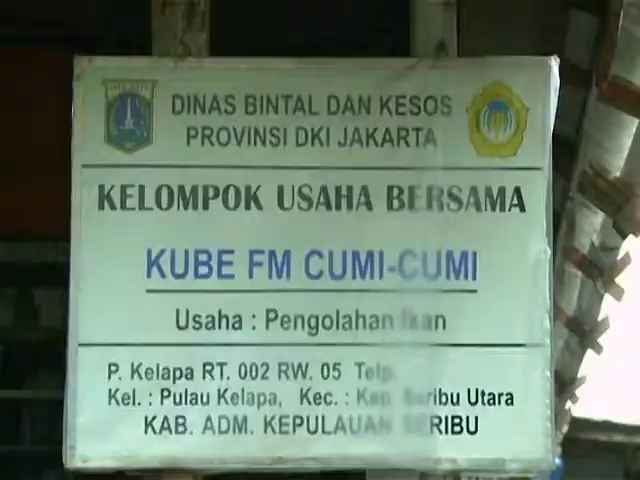 DINAS BINTAL DAN KESOS
PROVINSI DKI JAKARTA
KELOMPOK USAHA BERSAMA
KUBE FM CUMI-CUMI
Usaha : Pengolahan Ikan
P. Kelapa RT. 002 RW. 05 Telp.
Kel. : Pulau Kelapa, Kec. : Kep. Seribu Utara
KAB. ADM. KEPULAUAN SERIBU